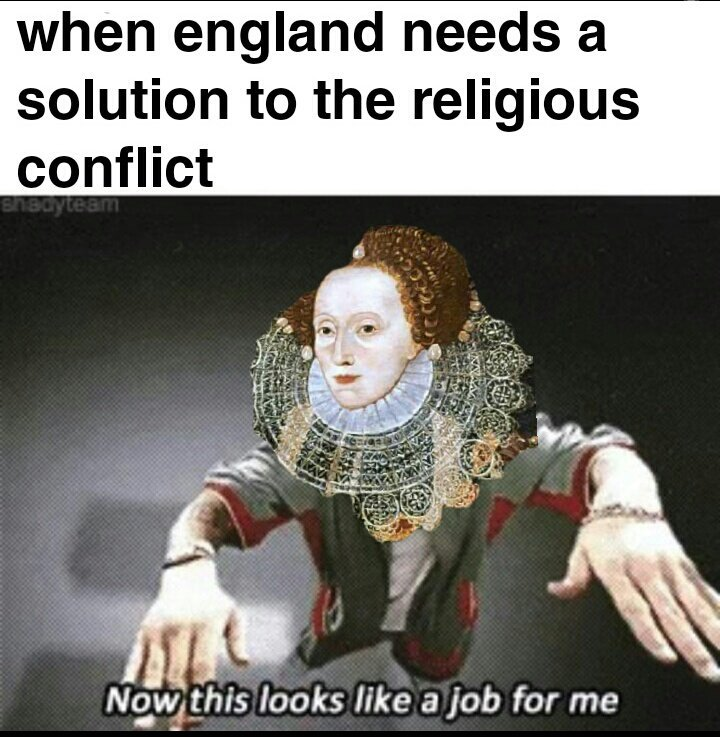 when england needs a
solution to the religious
conflict
shadyteam
Now this looks like a job for me